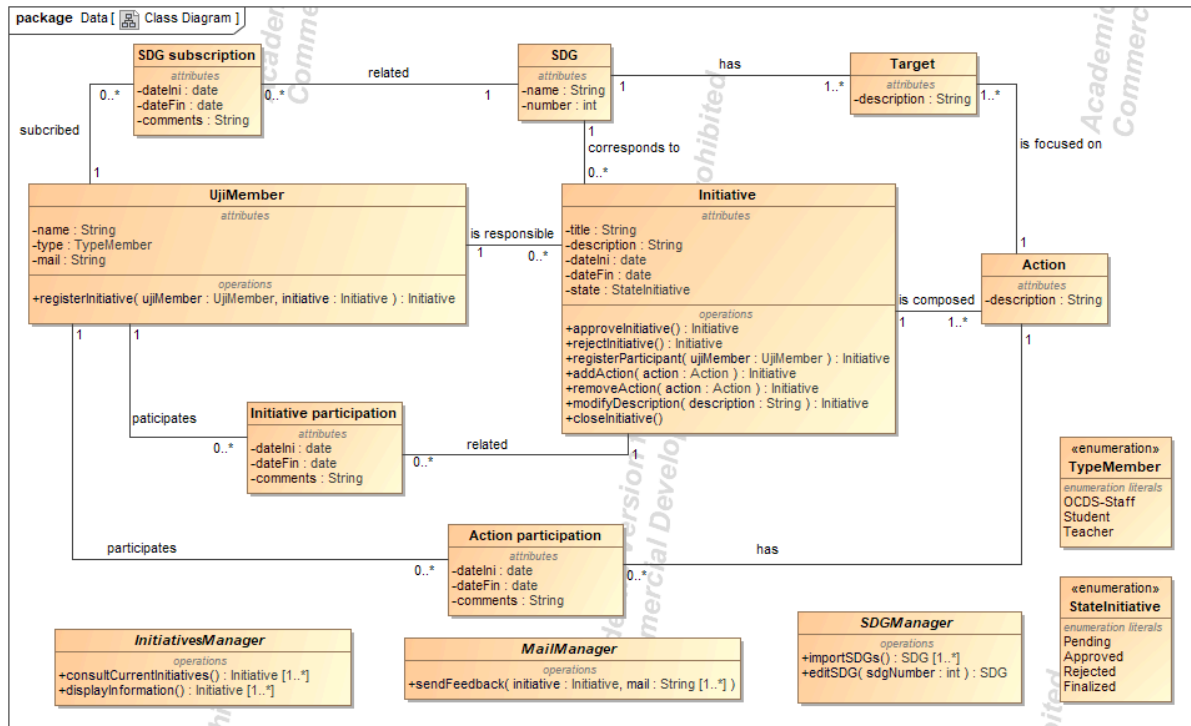 package Data [ Class Diagram ]
SDG subscription
attributes
-dateIni : date
-dateFin : date
-comments : String
0..*
0..*
related
1
SDG
attributes
-name : String
-number : int
1
has
1..*
Target
attributes
-description : String
1..*
subcribed
1
1
corresponds to
0..*
is focused on
1
UjiMember
attributes
-name : String
-type : TypeMember
-mail : String
operations
+registerInitiative( ujiMember : UjiMember, initiative : Initiative ) : Initiative
is responsible
1
0..*
Initiative
attributes
-title : String
-description : String
-dateIni : date
-dateFin : date
-state : StateInitiative
operations
+approveInitiative() : Initiative
+rejectInitiative() : Initiative
+registerParticipant( ujiMember : UjiMember ) : Initiative
+addAction( action : Action ) : Initiative
+removeAction( action : Action ) : Initiative
+modifyDescription( description : String ) : Initiative
+closeInitiative()
is composed
1
1..*
Action
attributes
-description : String
1
1
1
paticipates
0..*
Initiative participation
attributes
-dateIni : date
-dateFin : date
-comments : String
0..*
related
1
participates
0..*
Action participation
attributes
-dateIni : date
-dateFin : date
-comments : String
0..*
has
«enumeration»
TypeMember
enumeration literals
OCDS-Staff
Student
Teacher
«enumeration»
StateInitiative
enumeration literals
Pending
Approved
Rejected
Finalized
InitiativesManager
operations
+consultCurrentInitiatives() : Initiative [1..*]
+displayInformation() : Initiative [1..*]
MailManager
operations
+sendFeedback( initiative : Initiative, mail : String [1..*] )
SDGManager
operations
+importSDGs() : SDG [1..*]
+editSDG( sdgNumber : int ) : SDG